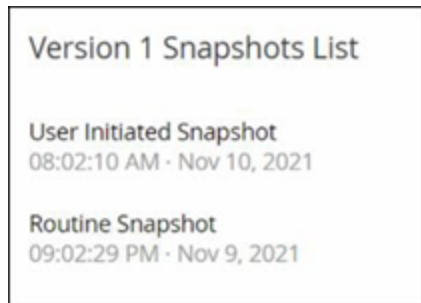 Version 1 Snapshots List
User Initiated Snapshot
08:02:10 AM · Nov 10, 2021
Routine Snapshot
09:02:29 PM · Nov 9, 2021